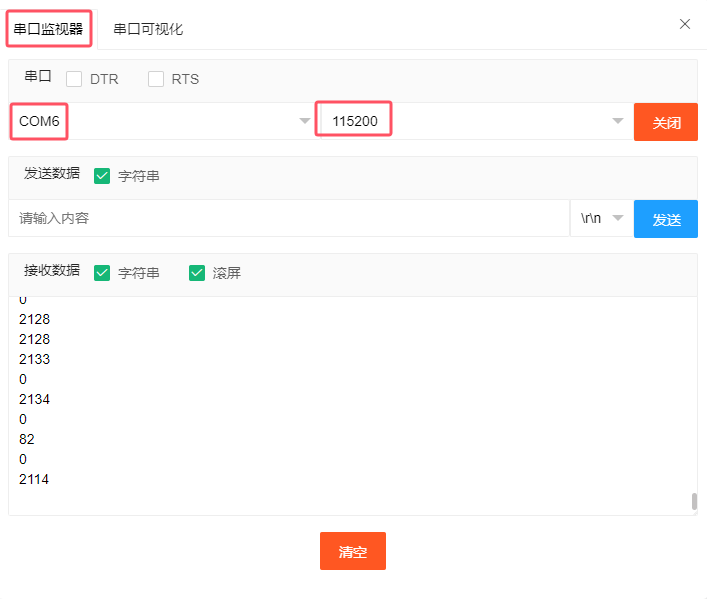 串口监视器 串口可视化
串口 DTR RTS
COM6 115200 关闭
发送数据 字符串
请输入内容 \r\n 发送
接收数据 字符串 滚屏
0
2128
2128
2133
0
2134
0
82
0
2114
清空